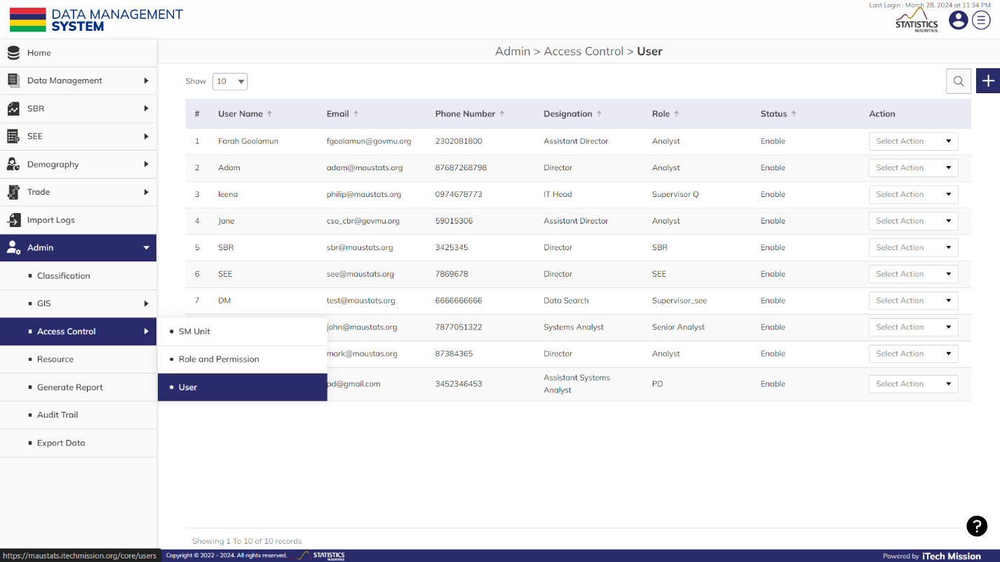 Last Login : March 28, 2024 at 11:34 PM
DATA MANAGEMENT
SYSTEM
STATISTICS
MAURITIUS
Home
Data Management
SBR
SEE
Demography
Trade
Import Logs
Admin
Classification
GIS
Access Control
Resource
Generate Report
Audit Trail
Export Data
SM Unit
Role and Permission
User
Admin > Access Control > User
Show 10
# User Name Email Phone Number Designation Role Status Action
1 Farah Goolamun fgoolamun@govmu.org 2302081800 Assistant Director Analyst Enable Select Action
2 Adam adam@maustats.org 87687268798 Director Analyst Enable Select Action
3 leena philip@maustats.org 0974678773 IT Head Supervisor Q Enable Select Action
4 Jane cso_cbr@govmu.org 59015306 Assistant Director Analyst Enable Select Action
5 SBR sbr@maustats.org 3425345 Director SBR Enable Select Action
6 SEE see@maustats.org 7869678 Director SEE Enable Select Action
7 DM test@maustats.org 6666666666 Data Search Supervisor_see Enable Select Action
john@maustats.org 7877051322 Systems Analyst Senior Analyst Enable Select Action
mark@maustas.org 87384365 Director Analyst Enable Select Action
pd@gmail.com 3452346453 Assistant Systems Analyst PD Enable Select Action
Showing 1 To 10 of 10 records
?
https://maustats.itechmission.org/core/users
Copyright © 2022 - 2024. All rights reserved. STATISTICS
MAURITIUS
Powered by iTech Mission